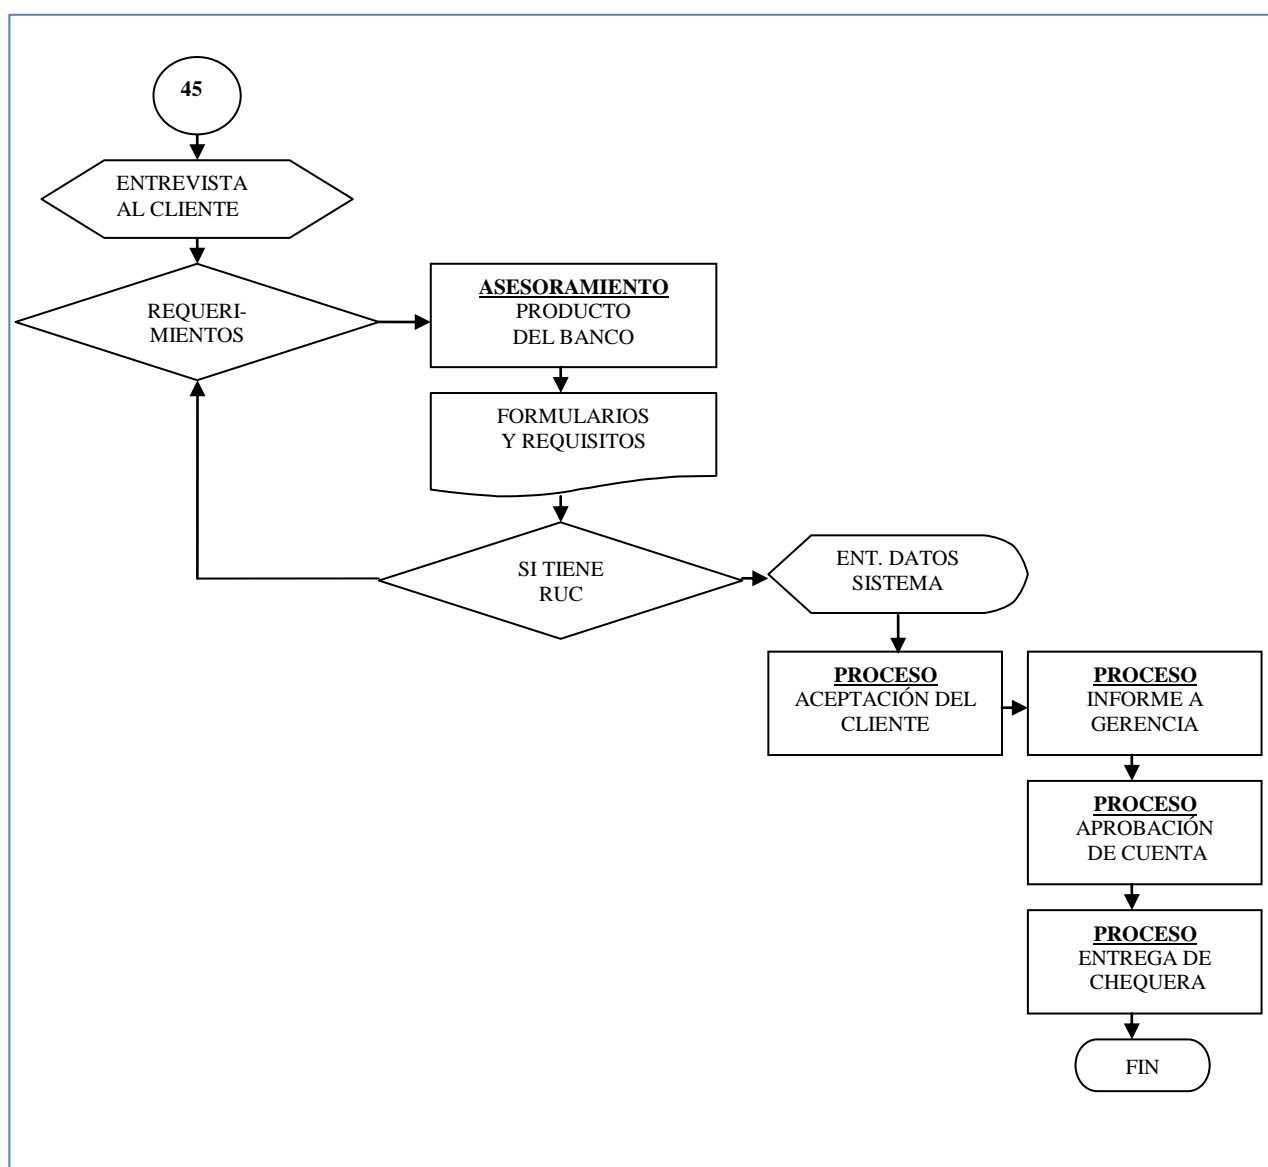 45
ENTREVISTA
AL CLIENTE
REQUERI-
MIENTOS
ASESORAMIENTO
PRODUCTO
DEL BANCO
FORMULARIOS
Y REQUISITOS
SI TIENE
RUC
ENT. DATOS
SISTEMA
PROCESO
ACEPTACIÓN DEL
CLIENTE
PROCESO
INFORME A
GERENCIA
PROCESO
APROBACIÓN
DE CUENTA
PROCESO
ENTREGA DE
CHEQUERA
FIN